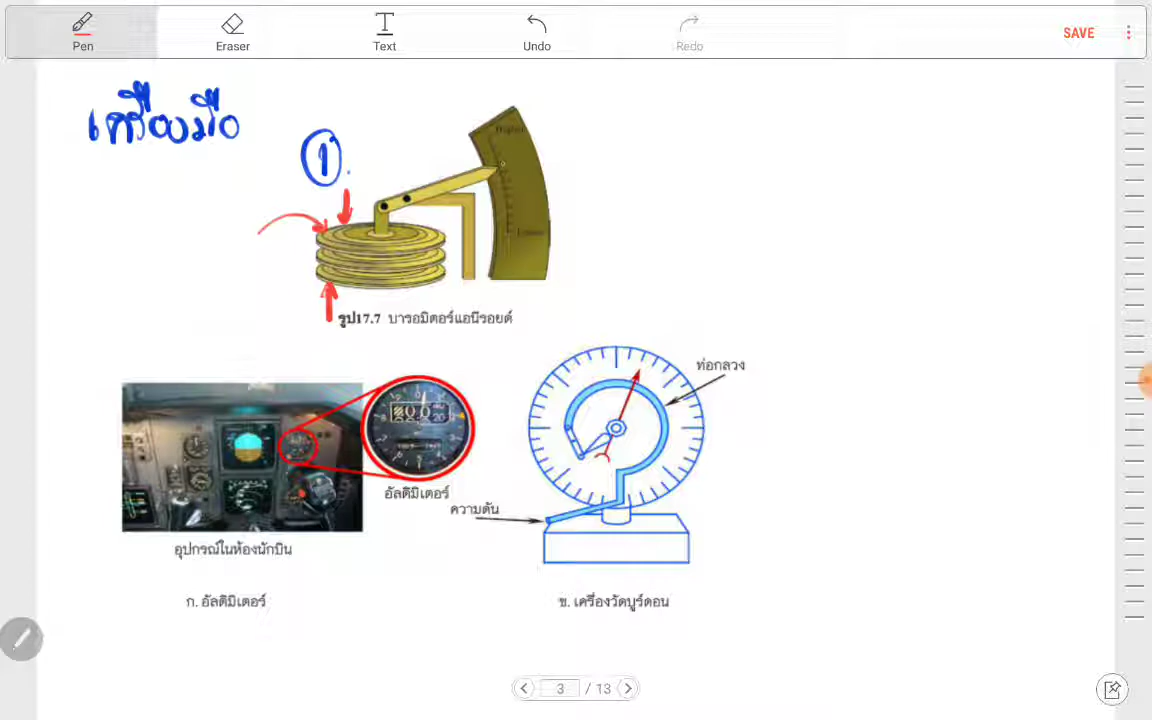 Pen
Eraser
Text
Undo
Redo
SAVE
เครื่องมือ
①
Higher
Lower
รูป17.7 บารอมิเตอร์แอนีรอยด์
ท่อกลวง
อัลติมิเตอร์
ความดัน
อุปกรณ์ในห้องนักบิน
ก. อัลติมิเตอร์
ข. เครื่องวัดบูร์ดอน
3 / 13